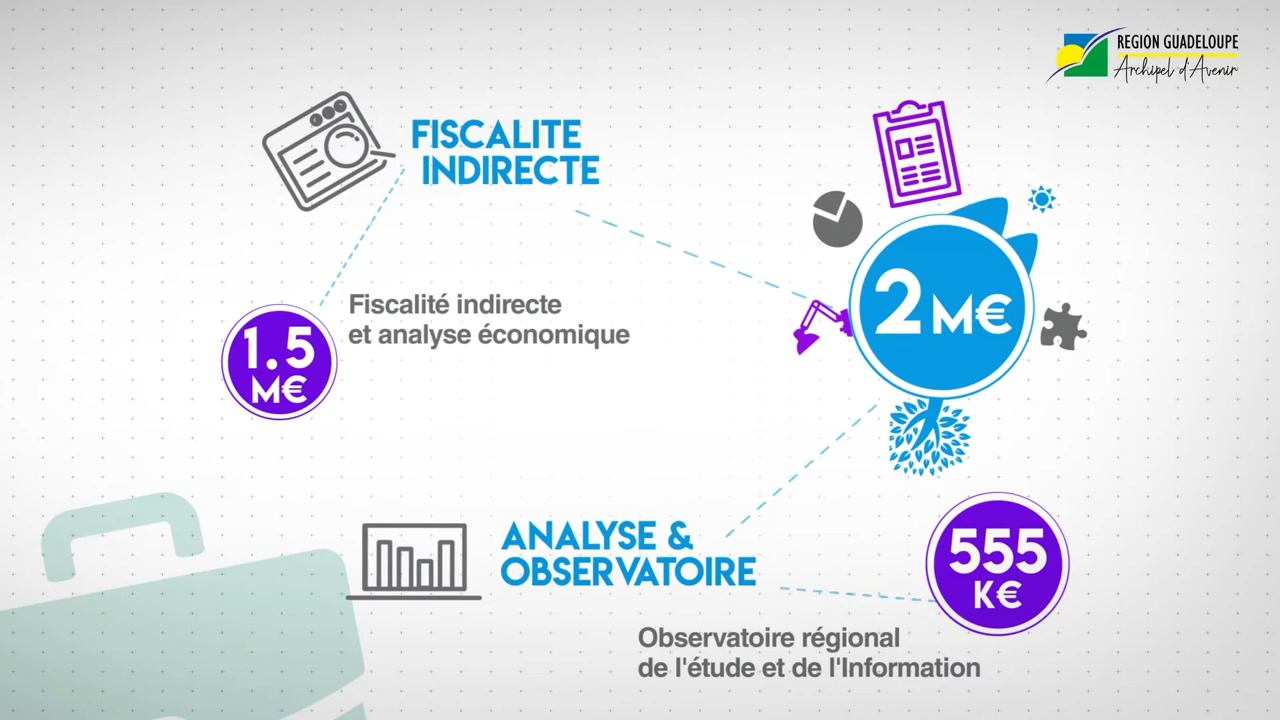 REGION GUADELOUPE
Archipel d'Avenir
FISCALITE
INDIRECTE
2 M€
Fiscalité indirecte
et analyse économique
1.5
M€
ANALYSE &
OBSERVATOIRE
555
K€
Observatoire régional
de l'étude et de l'Information